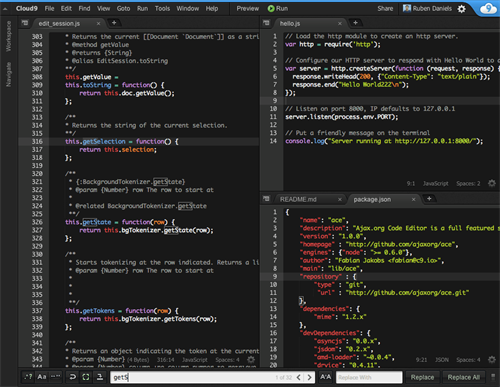 Cloud9 File Edit Find View Goto Tools Window Preview Run Share Ruben Daniels
Workspace
Navigate
edit_session.js
303 * Returns the current [[Document `Document`]] as a stri
304 * @method getValue
305 * @returns {String}
306 * @alias EditSession.toString
307 **/
308 this.getValue =
309 this.toString = function() {
310 return this.doc.getValue();
311 };
312
313 /**
314 * Returns the string of the current selection.
315 **/
316 this.getSelection = function() {
317 return this.selection;
318 };
319
320 /**
321 * {:BackgroundTokenizer.getState}
322 * @param {Number} row The row to start at
323 *
324 * @related BackgroundTokenizer.getState
325 **/
326 this.getState = function(row) {
327 return this.bgTokenizer.getState(row);
328 };
329
330 /**
331 * Starts tokenizing at the row indicated. Returns a li
332 * @param {Number} row The row to start at
333 *
334
335 **/
336 this.getTokens = function(row) {
337 return this.bgTokenizer.getTokens(row);
338 };
339
340 /**
341 * Returns an object indicating the token at the current
342 * @param {Number} row
(4 Bytes) 316:14 JavaScript Spaces: 4
hello.js
1 // Load the http module to create an http server.
2 var http = require('http');
3
4 // Configure our HTTP server to respond with Hello World to
5 var server = http.createServer(function (request, response) {
6 response.writeHead(200, {"Content-Type": "text/plain"});
7 response.end("Hello WorldZZZ\n");
8 });
9
10 // Listen on port 8000, IP defaults to 127.0.0.1
11 server.listen(process.env.PORT);
12
13 // Put a friendly message on the terminal
14 console.log("Server running at http://127.0.0.1:8000/");
9:1 JavaScript Spaces: 2
README.md package.json
1 {
2 "name": "ace",
3 "description": "Ajax.org Code Editor is a full featured s
4 "version": "1.0.0",
5 "homepage" : "http://github.com/ajaxorg/ace",
6 "engines": {"node": ">= 0.6.0"},
7 "author": "Fabian Jakobs <fabian@c9.io>",
8 "main": "lib/ace",
9 "repository" : {
10 "type" : "git",
11 "url" : "http://github.com/ajaxorg/ace.git"
12 },
13 "dependencies": {
14 "mime": "1.2.x"
15 },
16 "devDependencies": {
17 "asyncjs": "0.0.x",
18 "jsdom": "0.2.x",
19 "amd-loader": "~0.0.4",
20 "dryice": "0.4.11"
9:21 JSON Spaces: 4
getS 1 of 32 Replace With Replace Replace All